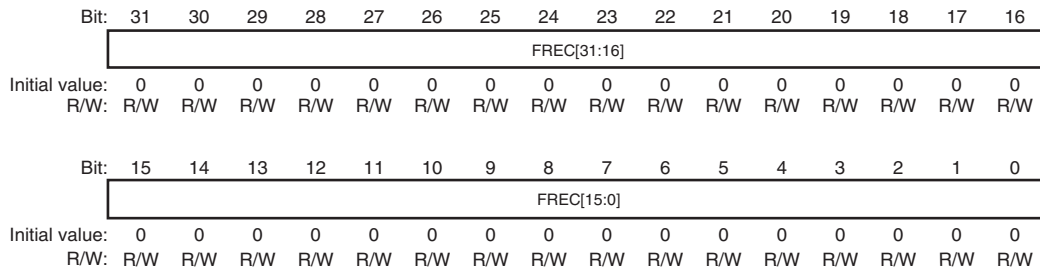 Bit: 31 30 29 28 27 26 25 24 23 22 21 20 19 18 17 16
FREC[31:16]
Initial value: 0 0 0 0 0 0 0 0 0 0 0 0 0 0 0 0
R/W: R/W R/W R/W R/W R/W R/W R/W R/W R/W R/W R/W R/W R/W R/W R/W R/W
Bit: 15 14 13 12 11 10 9 8 7 6 5 4 3 2 1 0
FREC[15:0]
Initial value: 0 0 0 0 0 0 0 0 0 0 0 0 0 0 0 0
R/W: R/W R/W R/W R/W R/W R/W R/W R/W R/W R/W R/W R/W R/W R/W R/W R/W